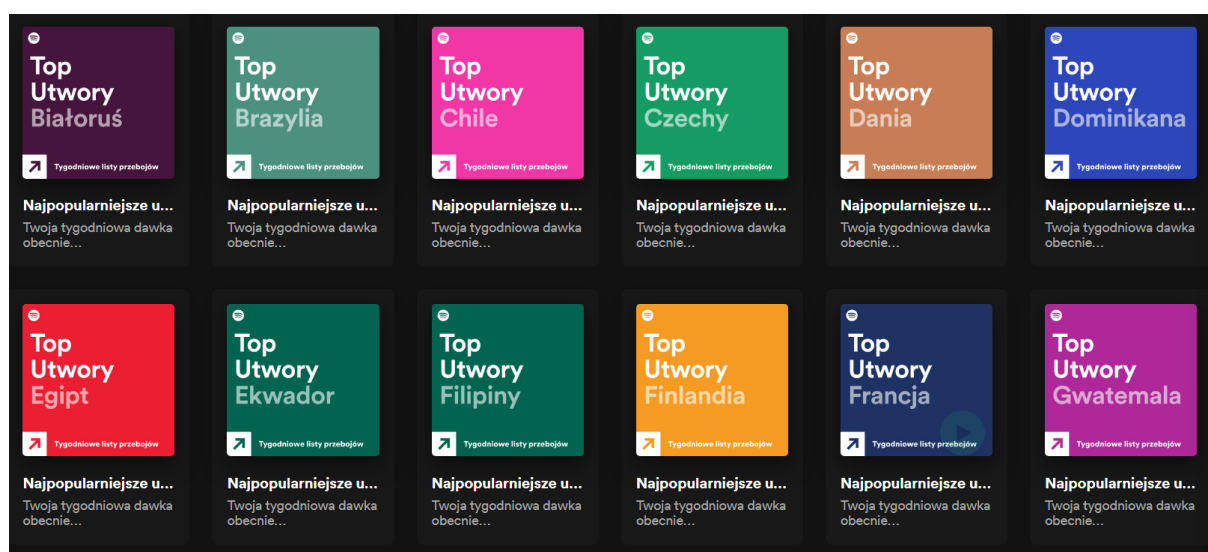 Top
Utwory
Białoruś
Tygodniowe listy przebojów
Najpopularniejsze u...
Twoja tygodniowa dawka
obecnie...
Top
Utwory
Brazylia
Tygodniowe listy przebojów
Najpopularniejsze u...
Twoja tygodniowa dawka
obecnie...
Top
Utwory
Chile
Tygodniowe listy przebojów
Najpopularniejsze u...
Twoja tygodniowa dawka
obecnie...
Top
Utwory
Czechy
Tygodniowe listy przebojów
Najpopularniejsze u...
Twoja tygodniowa dawka
obecnie...
Top
Utwory
Dania
Tygodniowe listy przebojów
Najpopularniejsze u...
Twoja tygodniowa dawka
obecnie...
Top
Utwory
Dominikana
Tygodniowe listy przebojów
Najpopularniejsze u...
Twoja tygodniowa dawka
obecnie...
Top
Utwory
Egipt
Tygodniowe listy przebojów
Najpopularniejsze u...
Twoja tygodniowa dawka
obecnie...
Top
Utwory
Ekwador
Tygodniowe listy przebojów
Najpopularniejsze u...
Twoja tygodniowa dawka
obecnie...
Top
Utwory
Filipiny
Tygodniowe listy przebojów
Najpopularniejsze u...
Twoja tygodniowa dawka
obecnie...
Top
Utwory
Finlandia
Tygodniowe listy przebojów
Najpopularniejsze u...
Twoja tygodniowa dawka
obecnie...
Top
Utwory
Francja
Tygodniowe listy przebojów
Najpopularniejsze u...
Twoja tygodniowa dawka
obecnie...
Top
Utwory
Gwatemala
Tygodniowe listy przebojów
Najpopularniejsze u...
Twoja tygodniowa dawka
obecnie...